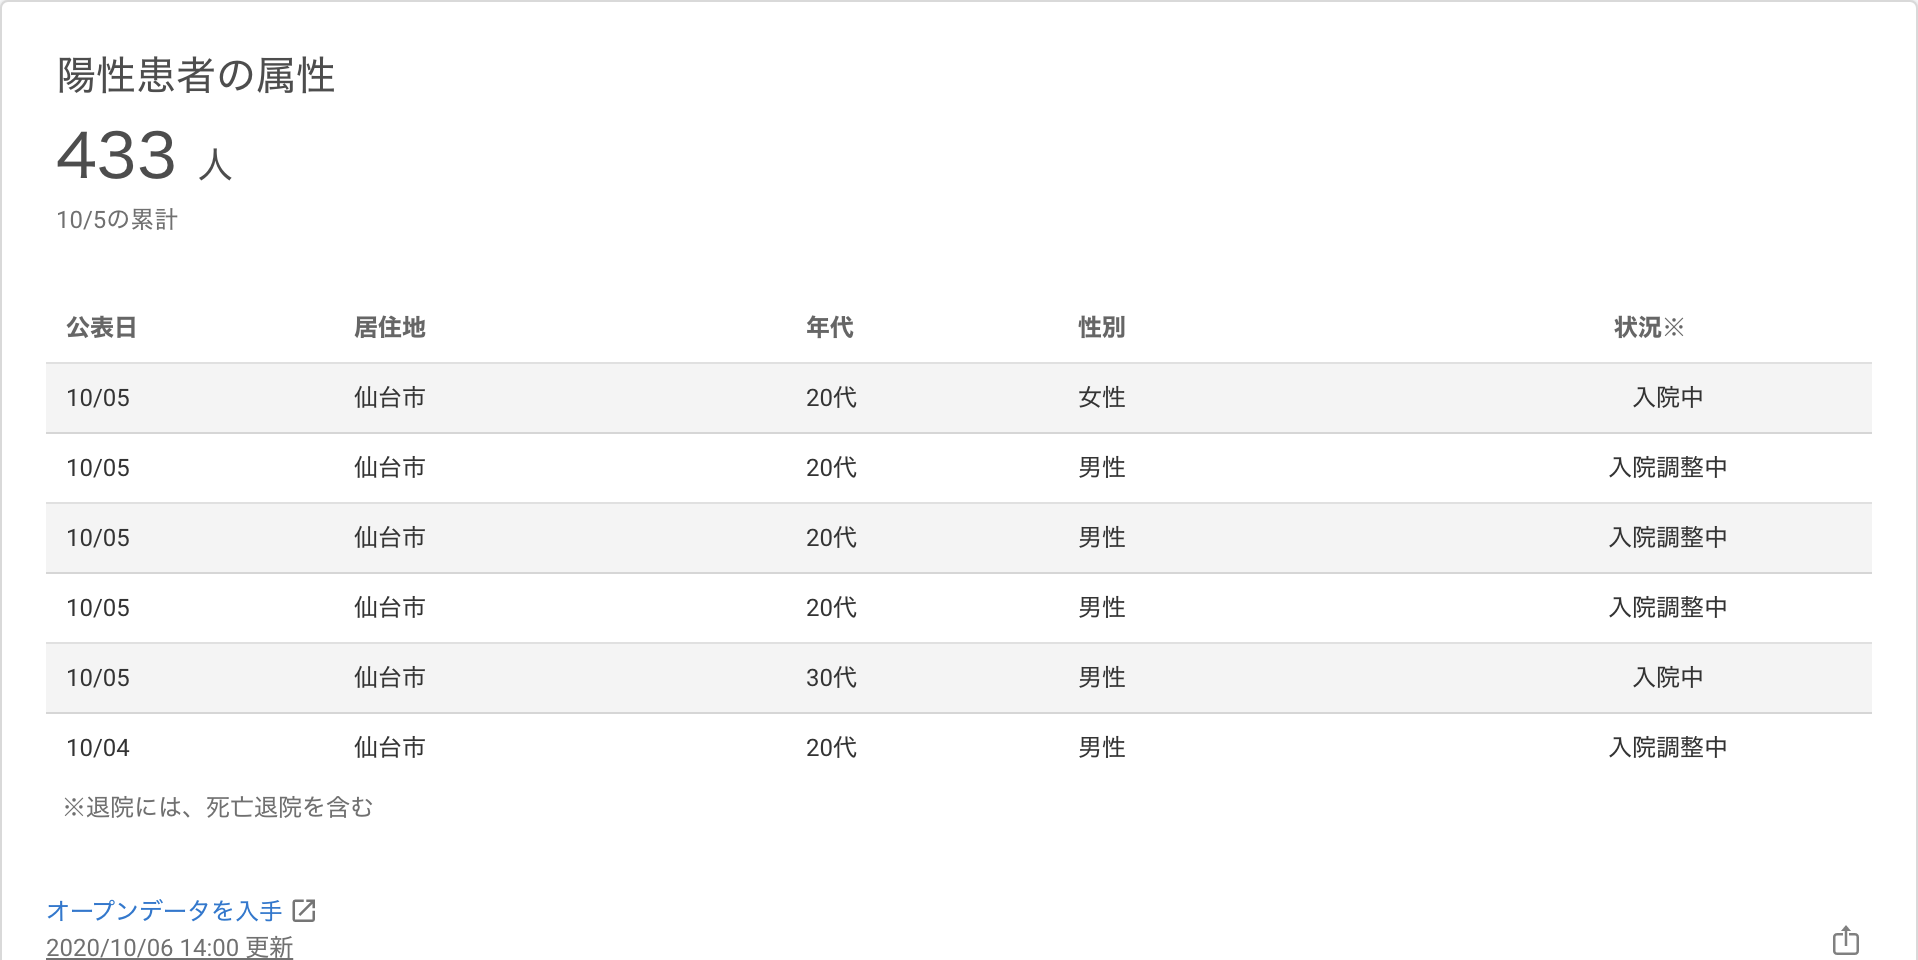 陽性患者の属性
433 人
10/5の累計
公表日 居住地 年代 性別 状況※
10/05 仙台市 20代 女性 入院中
10/05 仙台市 20代 男性 入院調整中
10/05 仙台市 20代 男性 入院調整中
10/05 仙台市 20代 男性 入院調整中
10/05 仙台市 30代 男性 入院中
10/04 仙台市 20代 男性 入院調整中
※退院には、死亡退院を含む
オープンデータを入手
2020/10/06 14:00 更新